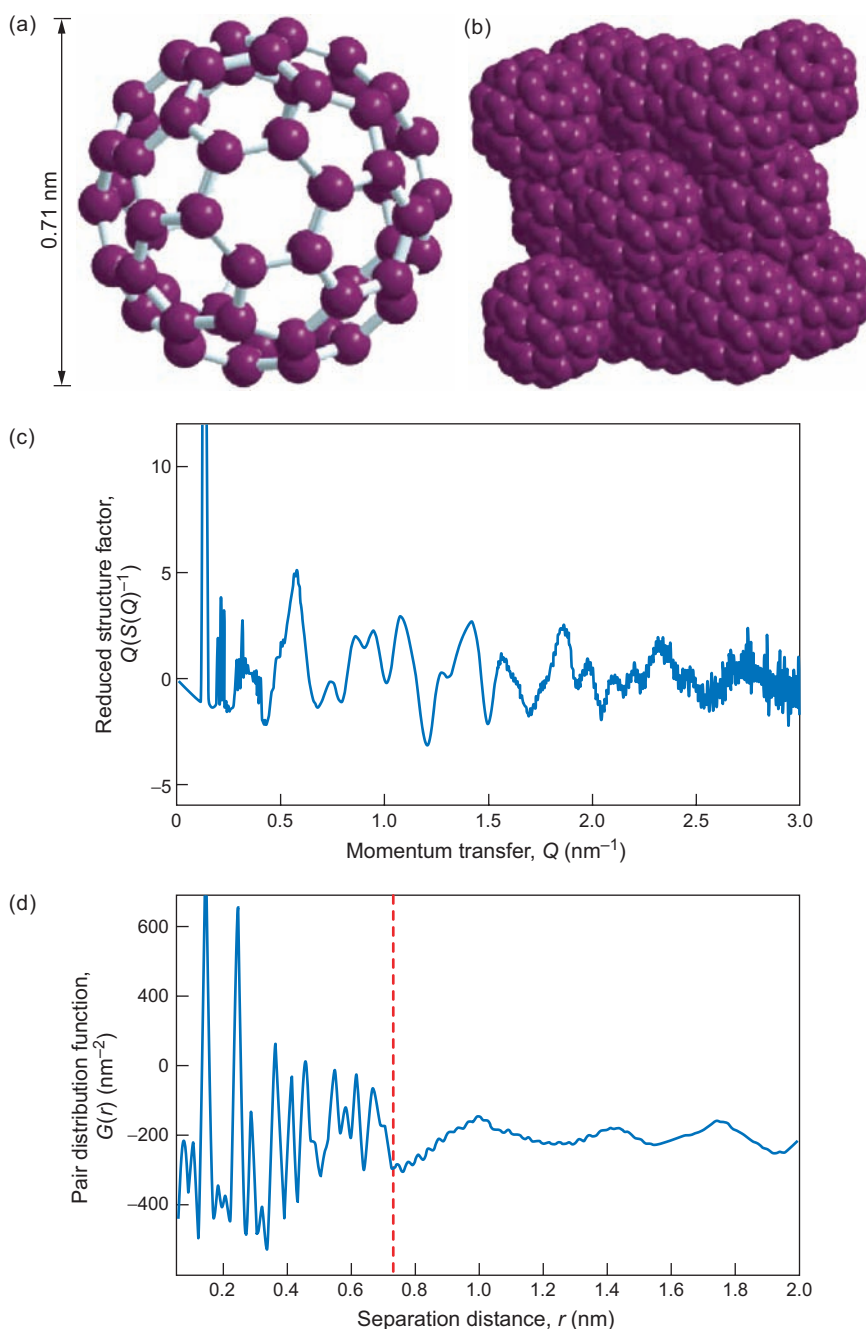 (a)
0.71 nm
(b)
(c)
Reduced structure factor,
Q(S(Q)⁻¹)
10
5
0
−5
0
0.5
1.0
1.5
2.0
2.5
3.0
Momentum transfer, Q (nm⁻¹)
(d)
Pair distribution function,
G(r) (nm⁻²)
600
400
0
−200
−400
0.2
0.4
0.6
0.8
1.0
1.2
1.4
1.6
1.8
2.0
Separation distance, r (nm)